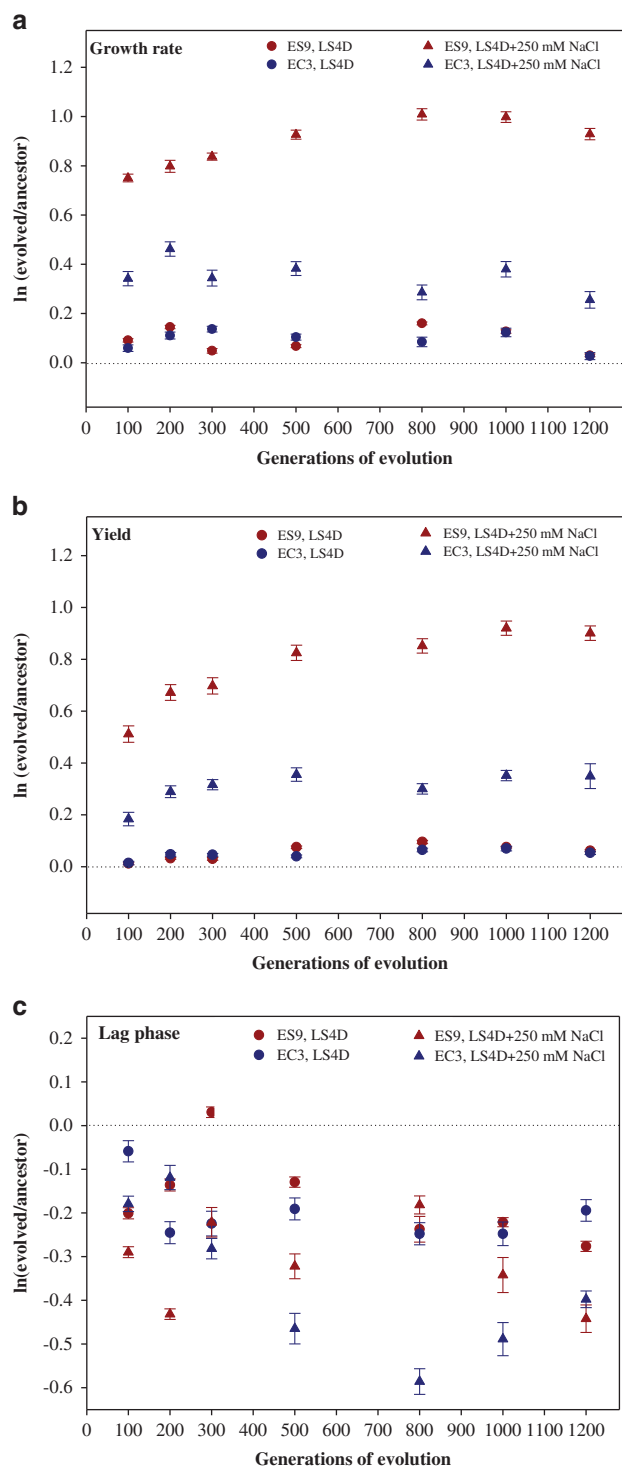 a
Growth rate
ES9, LS4D
ES9, LS4D+250 mM NaCl
EC3, LS4D
EC3, LS4D+250 mM NaCl
ln (evolved/ancestor)
1.2
1.0
0.8
0.6
0.4
0.2
0.0
0 100 200 300 400 500 600 700 800 900 1000 1100 1200
Generations of evolution
b
Yield
ES9, LS4D
ES9, LS4D+250 mM NaCl
EC3, LS4D
EC3, LS4D+250 mM NaCl
ln (evolved/ancestor)
1.2
1.0
0.8
0.6
0.4
0.2
0.0
0 100 200 300 400 500 600 700 800 900 1000 1100 1200
Generations of evolution
c
Lag phase
ES9, LS4D
ES9, LS4D+250 mM NaCl
EC3, LS4D
EC3, LS4D+250 mM NaCl
ln(evolved/ancestor)
0.2
0.1
0.0
-0.1
-0.2
-0.3
-0.4
-0.5
-0.6
0 100 200 300 400 500 600 700 800 900 1000 1100 1200
Generations of evolution